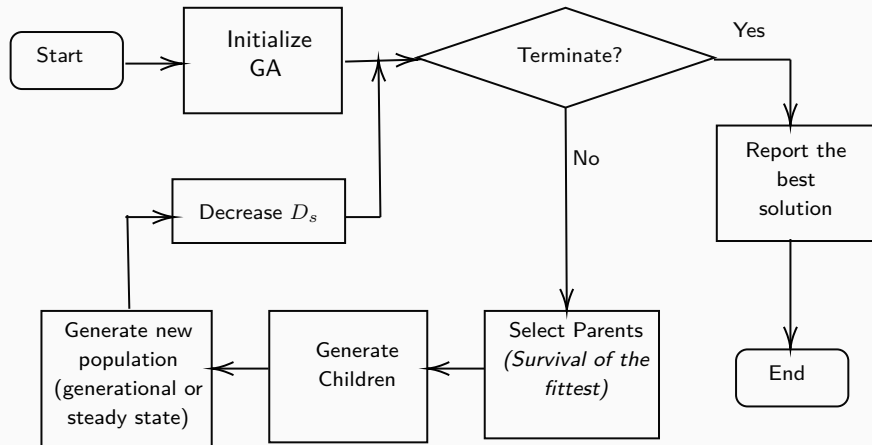 Start
Initialize
GA
Terminate?
Yes
No
Report the
best
solution
Decrease D_s
Generate new
population
(generational or
steady state)
Generate
Children
Select Parents
(Survival of the
fittest)
End